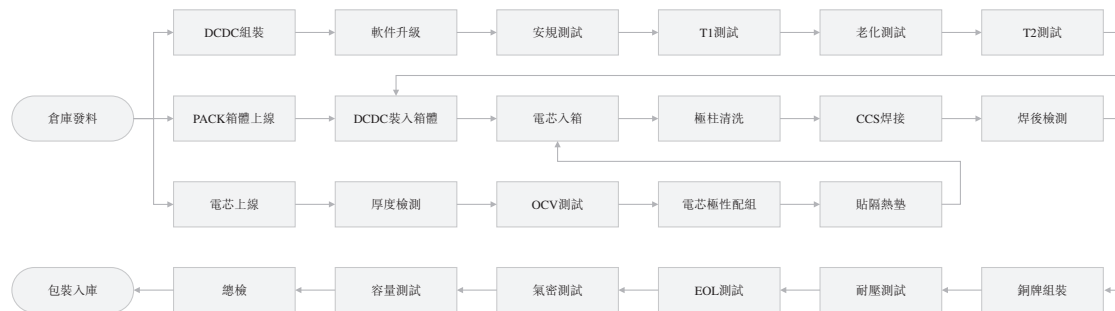 DCDC組裝
軟件升級
安規測試
T1測試
老化測試
T2測試
倉庫發料
PACK箱體上線
DCDC裝入箱體
電芯入箱
極柱清洗
CCS焊接
焊後檢測
電芯上線
厚度檢測
OCV測試
電芯極性配組
貼隔熱墊
包裝入庫
總檢
容量測試
氣密測試
EOL測試
耐壓測試
銅牌組裝